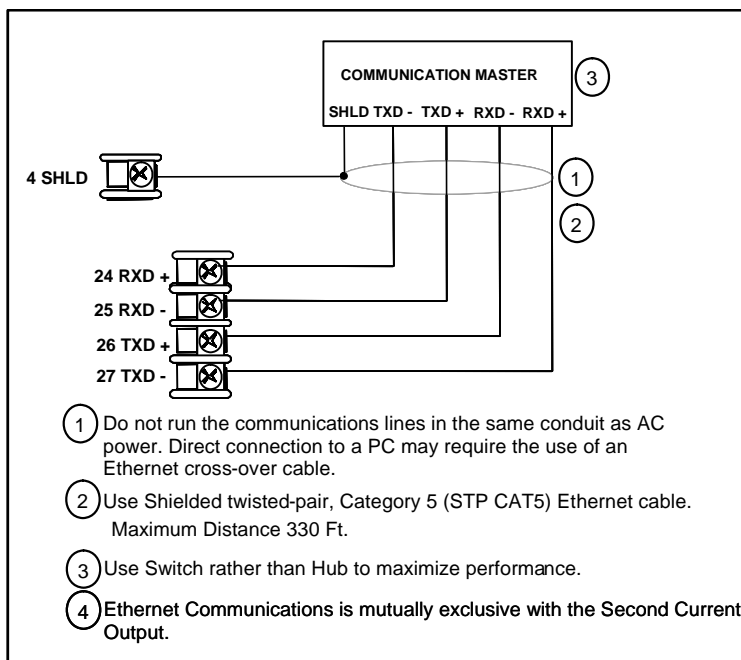 COMMUNICATION MASTER
3
SHLD TXD - TXD + RXD - RXD +
4 SHLD
1
2
24 RXD +
25 RXD -
26 TXD +
27 TXD -
1 Do not run the communications lines in the same conduit as AC
power. Direct connection to a PC may require the use of an
Ethernet cross-over cable.
2 Use Shielded twisted-pair, Category 5 (STP CAT5) Ethernet cable.
Maximum Distance 330 Ft.
3 Use Switch rather than Hub to maximize performance.
4 Ethernet Communications is mutually exclusive with the Second Current
Output.